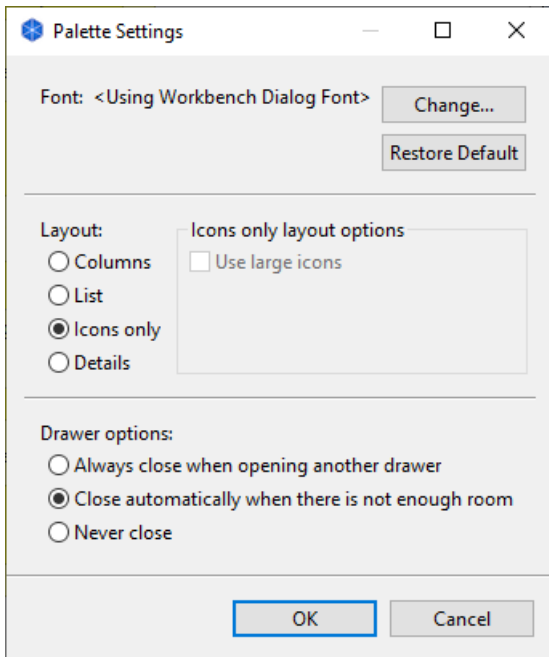 Palette Settings
Font: <Using Workbench Dialog Font>
Change...
Restore Default
Layout:
Columns
List
Icons only
Details
Icons only layout options
Use large icons
Drawer options:
Always close when opening another drawer
Close automatically when there is not enough room
Never close
OK
Cancel